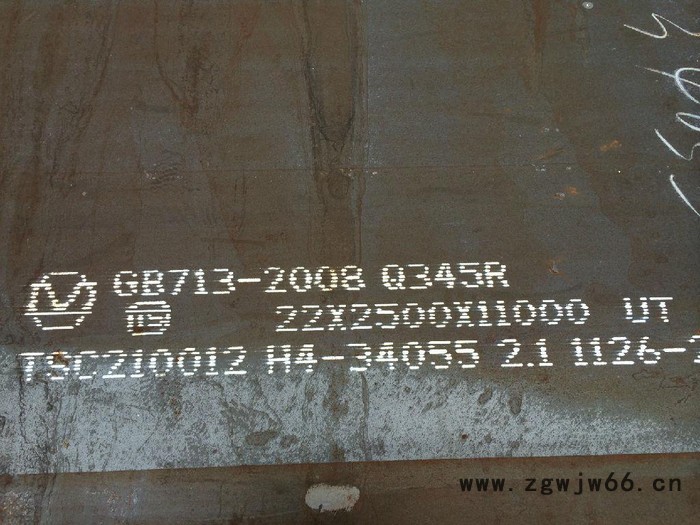 GB713-2008 Q345R
22X2500X11000 UT
TSC210012 H4-34055 2.1 1126-
www.zgwjw66.cn